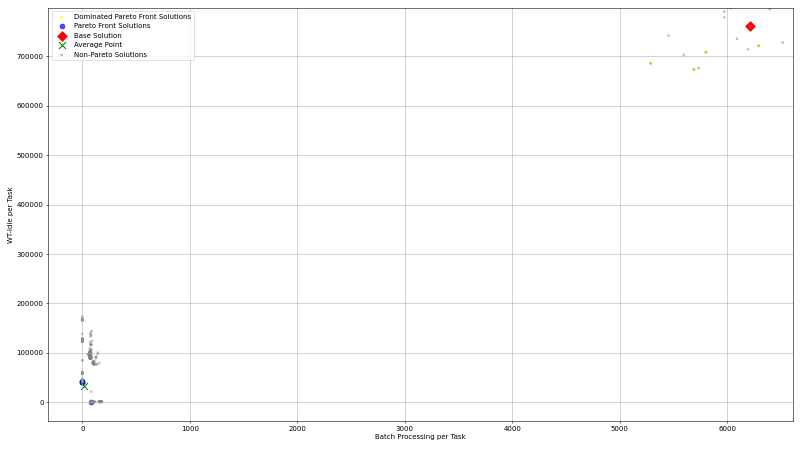 Dominated Pareto Front Solutions
Pareto Front Solutions
Base Solution
Average Point
Non-Pareto Solutions
700000
600000
500000
400000
300000
200000
100000
0
WT-Idle per Task
0 1000 2000 3000 4000 5000 6000
Batch Processing per Task